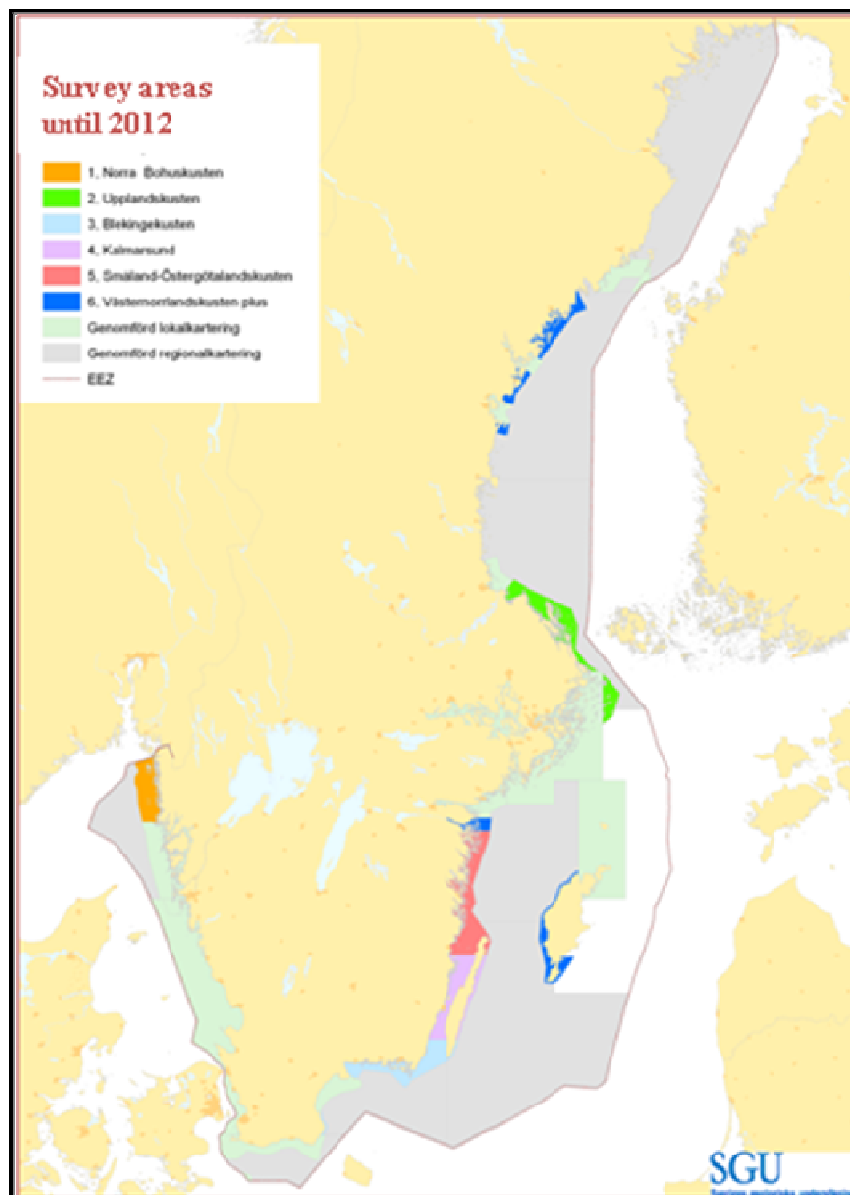 Survey areas
until 2012
1, Norra Bohuskusten
2, Upplandskusten
3, Blekingekusten
4, Kalmarsund
5, Småland-Östergötalandskusten
6, Västernorrlandskusten plus
Genomförd lokalkartering
Genomförd regionalkartering
EEZ
SGU